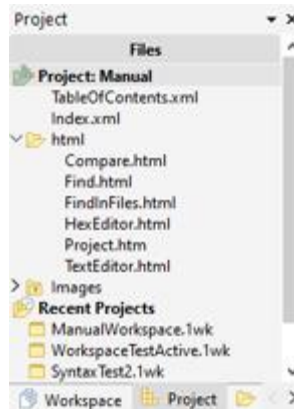 Project
Files
Project: Manual
TableOfContents.xml
Index.xml
html
Compare.html
Find.html
FindInFiles.html
HexEditor.html
Project.htm
TextEditor.html
Images
Recent Projects
ManualWorkspace.1wk
WorkspaceTestActive.1wk
SyntaxTest2.1wk
Workspace Project